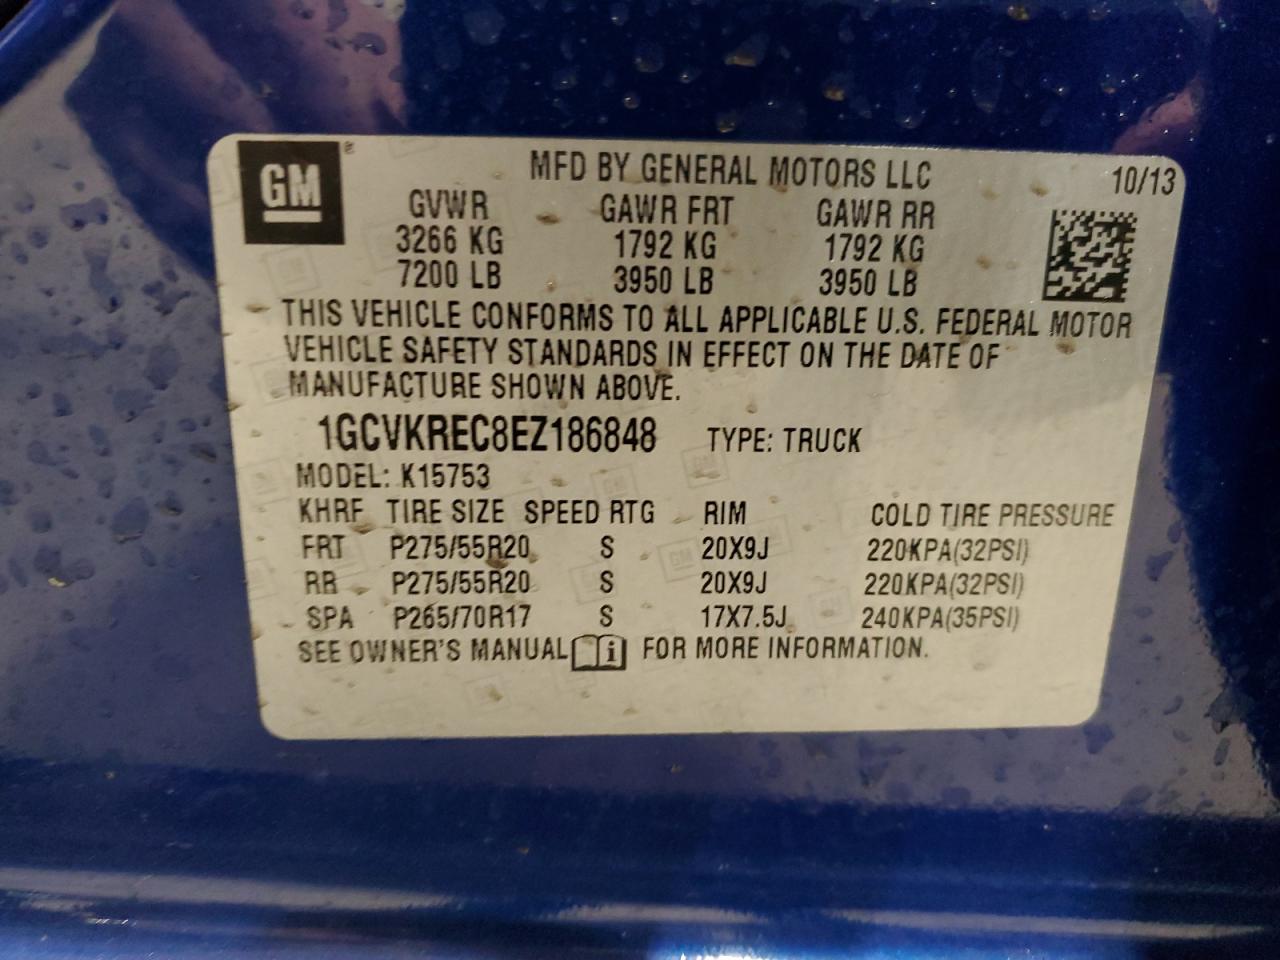 GM ® MFD BY GENERAL MOTORS LLC 10/13
GVWR GAWR FRT GAWR RR
3266 KG 1792 KG 1792 KG
7200 LB 3950 LB 3950 LB
THIS VEHICLE CONFORMS TO ALL APPLICABLE U.S. FEDERAL MOTOR
VEHICLE SAFETY STANDARDS IN EFFECT ON THE DATE OF
MANUFACTURE SHOWN ABOVE.
1GCVKREC8EZ186848 TYPE: TRUCK
MODEL: K15753
KHRF TIRE SIZE SPEED RTG RIM COLD TIRE PRESSURE
FRT P275/55R20 S 20X9J 220KPA(32PSI)
RR P275/55R20 S 20X9J 220KPA(32PSI)
SPA P265/70R17 S 17X7.5J 240KPA(35PSI)
SEE OWNER'S MANUAL i FOR MORE INFORMATION.